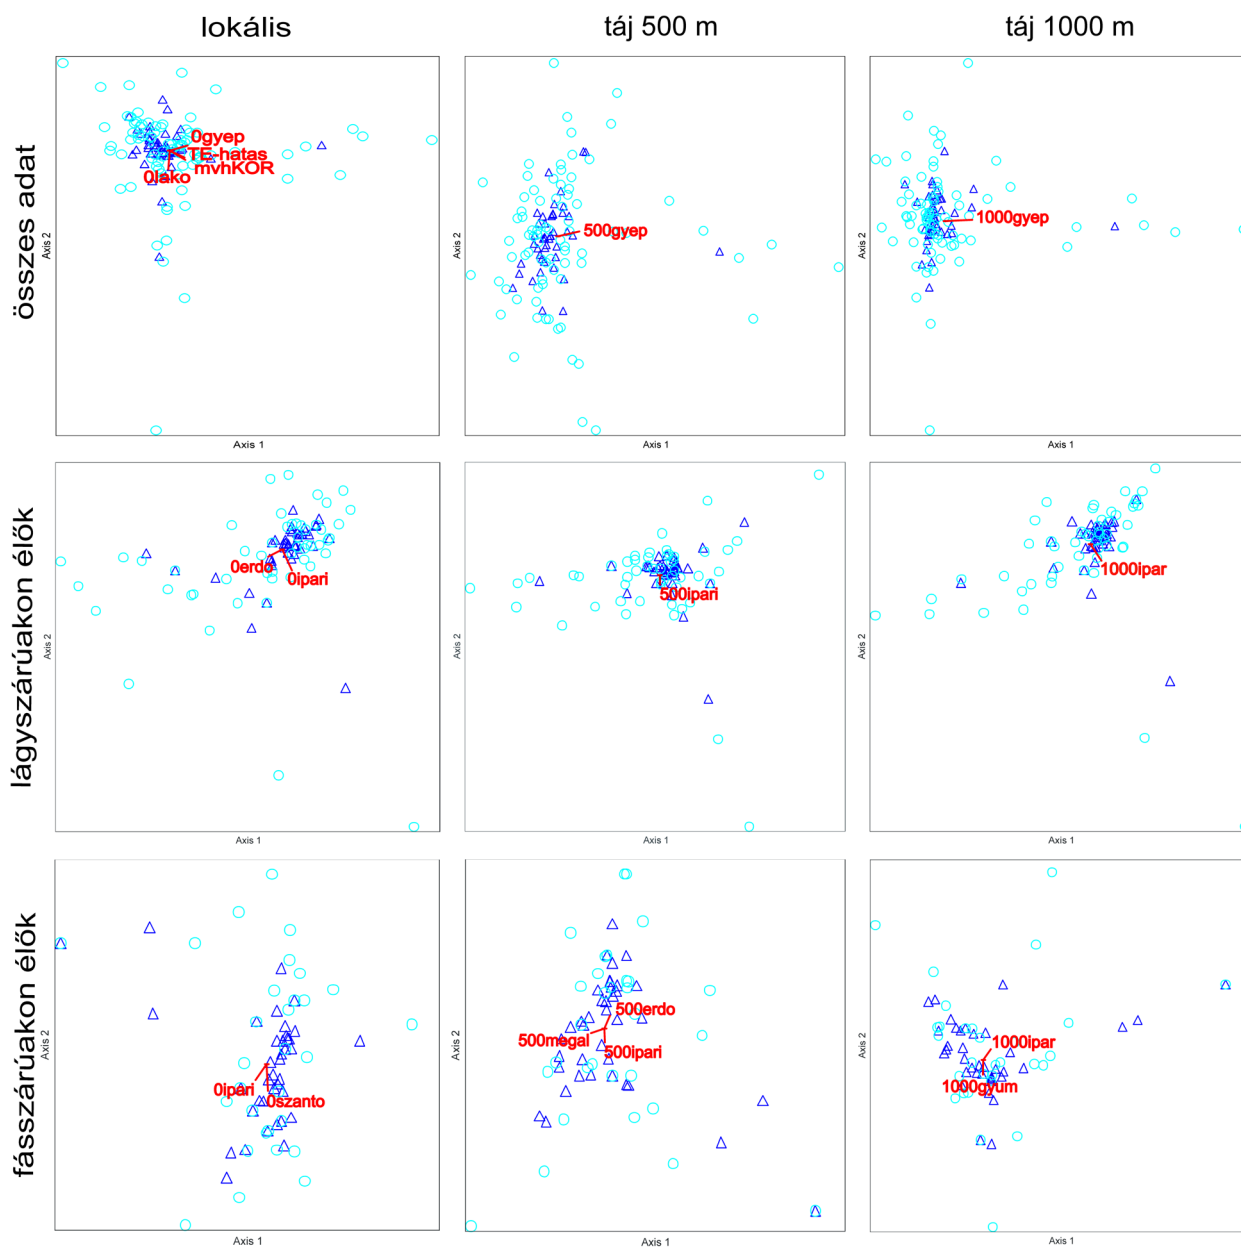 lokális
táj 500 m
táj 1000 m
összes adat
Axis 2
0gyep
TE-hatas
mvhKOR
0lako
Axis 1
Axis 2
500gyep
Axis 1
Axis 2
1000gyep
Axis 1
lágyszárúakon élők
Axis 2
0erdo
0ipari
Axis 1
Axis 2
500ipari
Axis 1
Axis 2
1000ipar
Axis 1
fásszárúakon élők
Axis 2
0ipari
0szanto
Axis 1
Axis 2
500erdo
500megal
500ipari
Axis 1
Axis 2
1000ipar
1000gyum
Axis 1